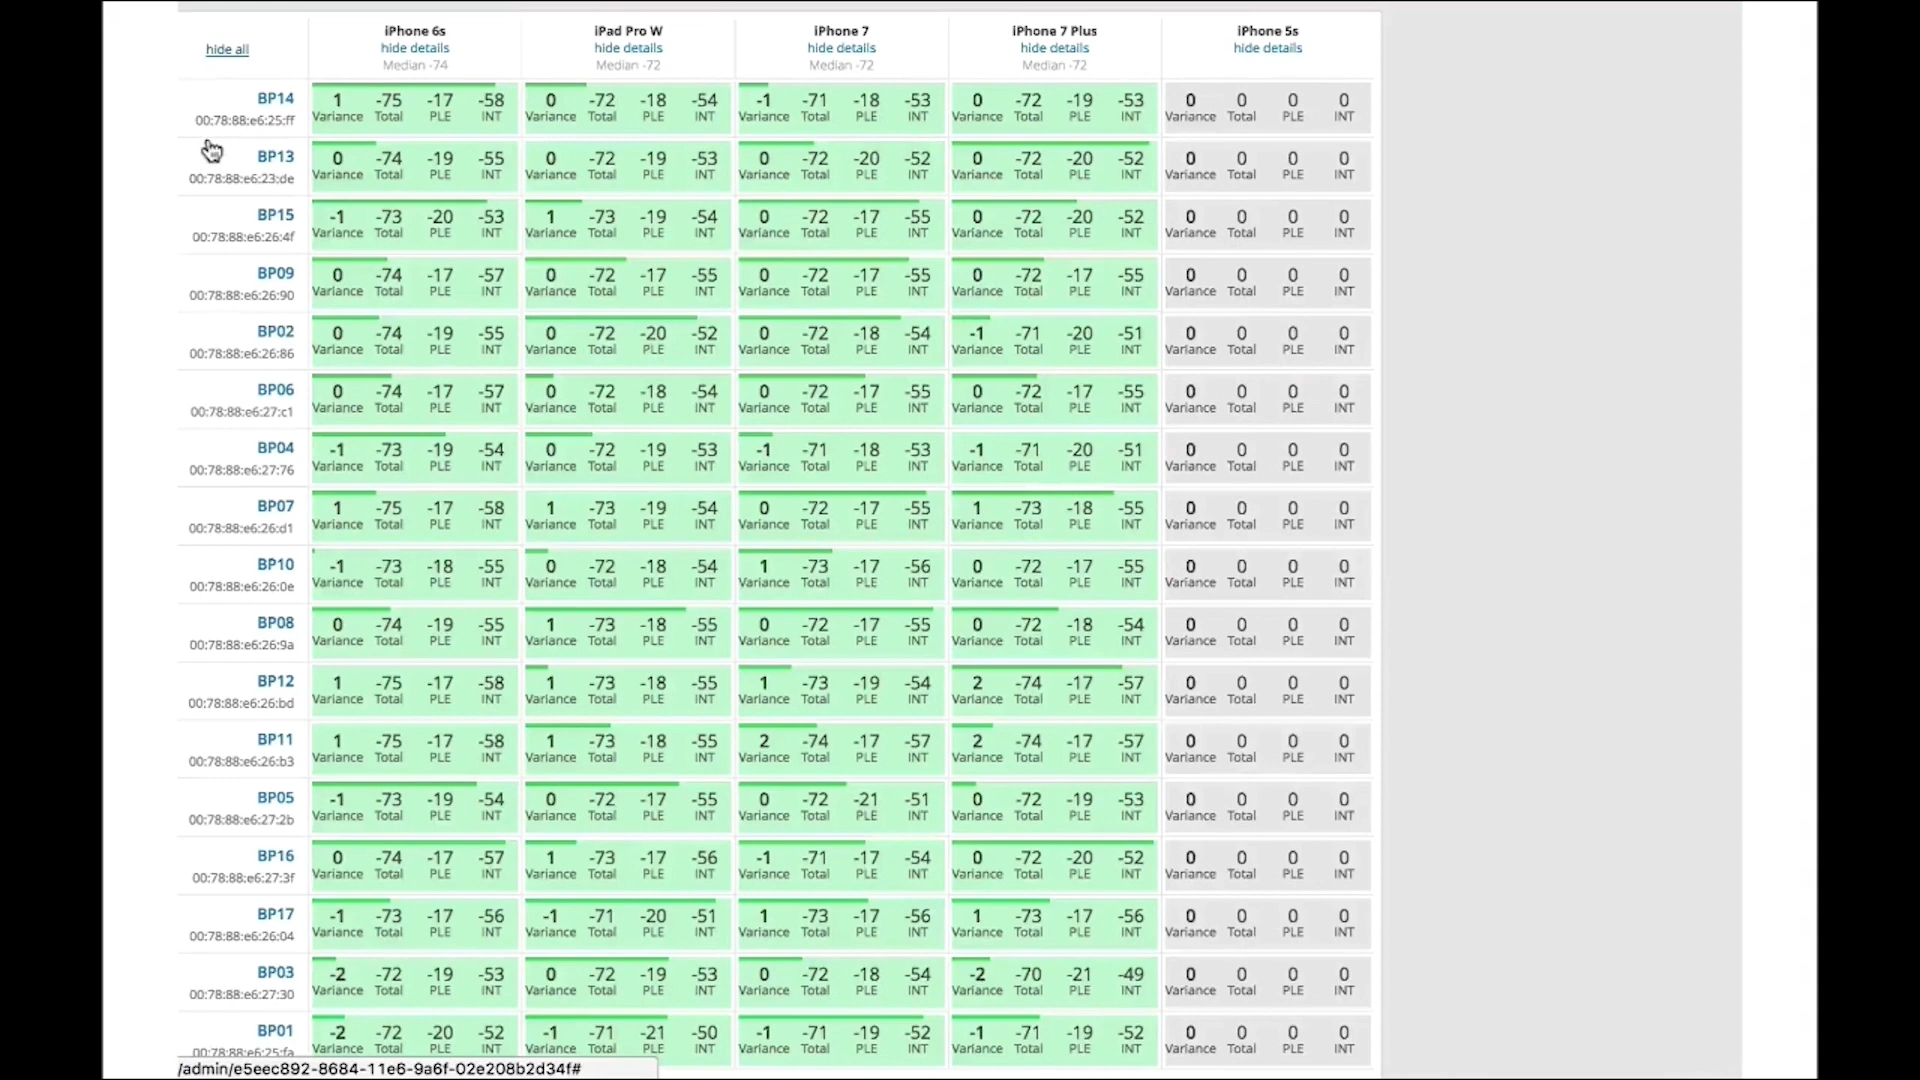 iPhone 6s iPad Pro W iPhone 7 iPhone 7 Plus iPhone 5s
hide all hide details hide details hide details hide details hide details
Median -74 Median -72 Median -72 Median -72
BP14 1 -75 -17 -58 0 -72 -18 -54 -1 -71 -18 -53 0 -72 -19 -53 0 0 0 0
00:78:88:e6:25:ff Variance Total PLE INT Variance Total PLE INT Variance Total PLE INT Variance Total PLE INT Variance Total PLE INT
BP13 0 -74 -19 -55 0 -72 -19 -53 0 -72 -20 -52 0 -72 -20 -52 0 0 0 0
00:78:88:e6:23:de Variance Total PLE INT Variance Total PLE INT Variance Total PLE INT Variance Total PLE INT Variance Total PLE INT
BP15 -1 -73 -20 -53 1 -73 -19 -54 0 -72 -17 -55 0 -72 -20 -52 0 0 0 0
00:78:88:e6:26:4f Variance Total PLE INT Variance Total PLE INT Variance Total PLE INT Variance Total PLE INT Variance Total PLE INT
BP09 0 -74 -17 -57 0 -72 -17 -55 0 -72 -17 -55 0 -72 -17 -55 0 0 0 0
00:78:88:e6:26:90 Variance Total PLE INT Variance Total PLE INT Variance Total PLE INT Variance Total PLE INT Variance Total PLE INT
BP02 0 -74 -19 -55 0 -72 -20 -52 0 -72 -18 -54 -1 -71 -20 -51 0 0 0 0
00:78:88:e6:26:86 Variance Total PLE INT Variance Total PLE INT Variance Total PLE INT Variance Total PLE INT Variance Total PLE INT
BP06 0 -74 -17 -57 0 -72 -18 -54 0 -72 -17 -55 0 -72 -17 -55 0 0 0 0
00:78:88:e6:27:c1 Variance Total PLE INT Variance Total PLE INT Variance Total PLE INT Variance Total PLE INT Variance Total PLE INT
BP04 -1 -73 -19 -54 0 -72 -19 -53 -1 -71 -18 -53 -1 -71 -20 -51 0 0 0 0
00:78:88:e6:27:76 Variance Total PLE INT Variance Total PLE INT Variance Total PLE INT Variance Total PLE INT Variance Total PLE INT
BP07 1 -75 -17 -58 1 -73 -19 -54 0 -72 -17 -55 1 -73 -18 -55 0 0 0 0
00:78:88:e6:26:d1 Variance Total PLE INT Variance Total PLE INT Variance Total PLE INT Variance Total PLE INT Variance Total PLE INT
BP10 -1 -73 -18 -55 0 -72 -18 -54 1 -73 -17 -56 0 -72 -17 -55 0 0 0 0
00:78:88:e6:26:0e Variance Total PLE INT Variance Total PLE INT Variance Total PLE INT Variance Total PLE INT Variance Total PLE INT
BP08 0 -74 -19 -55 1 -73 -18 -55 0 -72 -17 -55 0 -72 -18 -54 0 0 0 0
00:78:88:e6:26:9a Variance Total PLE INT Variance Total PLE INT Variance Total PLE INT Variance Total PLE INT Variance Total PLE INT
BP12 1 -75 -17 -58 1 -73 -18 -55 1 -73 -19 -54 2 -74 -17 -57 0 0 0 0
00:78:88:e6:26:bd Variance Total PLE INT Variance Total PLE INT Variance Total PLE INT Variance Total PLE INT Variance Total PLE INT
BP11 1 -75 -17 -58 1 -73 -18 -55 2 -74 -17 -57 2 -74 -17 -57 0 0 0 0
00:78:88:e6:26:b3 Variance Total PLE INT Variance Total PLE INT Variance Total PLE INT Variance Total PLE INT Variance Total PLE INT
BP05 -1 -73 -19 -54 0 -72 -17 -55 0 -72 -21 -51 0 -72 -19 -53 0 0 0 0
00:78:88:e6:27:2b Variance Total PLE INT Variance Total PLE INT Variance Total PLE INT Variance Total PLE INT Variance Total PLE INT
BP16 0 -74 -17 -57 1 -73 -17 -56 -1 -71 -17 -54 0 -72 -20 -52 0 0 0 0
00:78:88:e6:27:3f Variance Total PLE INT Variance Total PLE INT Variance Total PLE INT Variance Total PLE INT Variance Total PLE INT
BP17 -1 -73 -17 -56 -1 -71 -20 -51 1 -73 -17 -56 1 -73 -17 -56 0 0 0 0
00:78:88:e6:26:04 Variance Total PLE INT Variance Total PLE INT Variance Total PLE INT Variance Total PLE INT Variance Total PLE INT
BP03 -2 -72 -19 -53 0 -72 -19 -53 0 -72 -18 -54 -2 -70 -21 -49 0 0 0 0
00:78:88:e6:27:30 Variance Total PLE INT Variance Total PLE INT Variance Total PLE INT Variance Total PLE INT Variance Total PLE INT
BP01 -2 -72 -20 -52 -1 -71 -21 -50 -1 -71 -19 -52 -1 -71 -19 -52 0 0 0 0
00:78:88:e6:25:fa Variance Total PLE INT Variance Total PLE INT Variance Total PLE INT Variance Total PLE INT Variance Total PLE INT
/admin/e5eec892-8684-11e6-9a6f-02e208b2d34f#